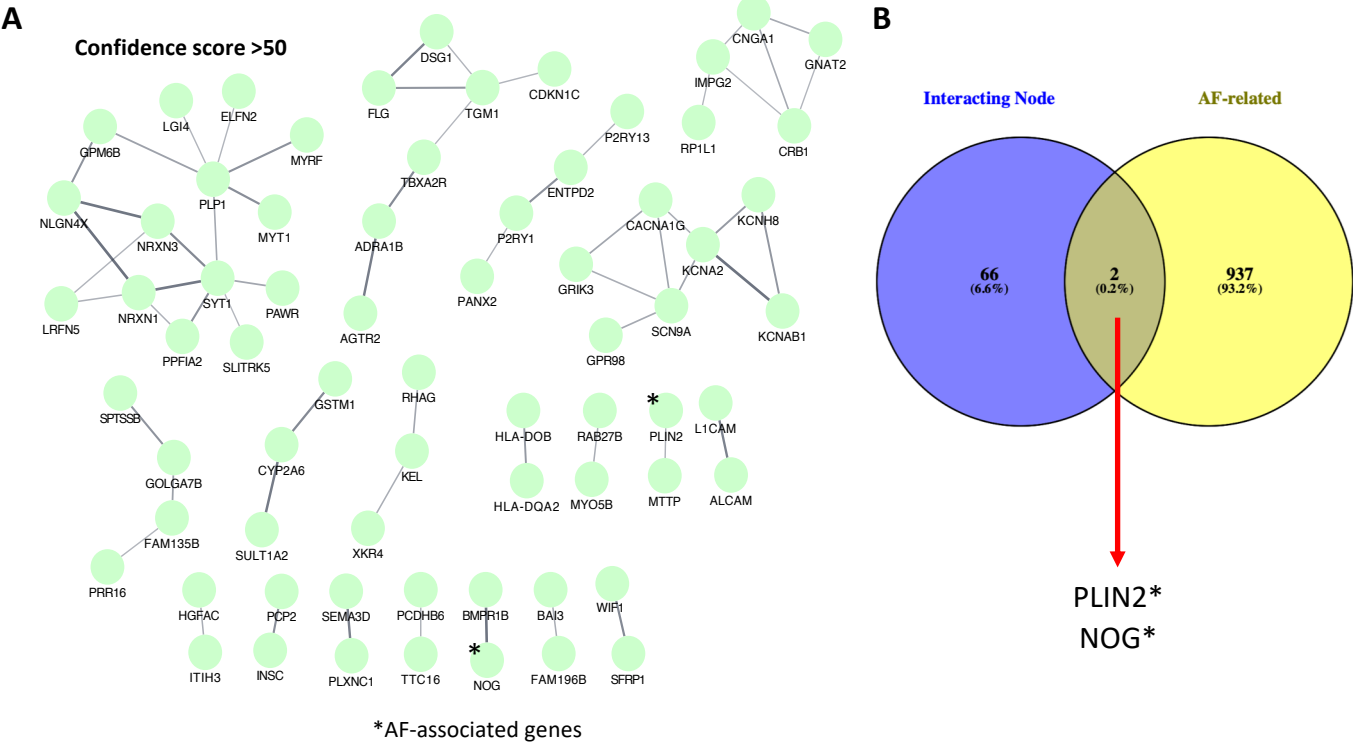 A
Confidence score >50
DSG1
FLG
TGM1
CDKN1C
CNGA1
GNAT2
IMPG2
RP1L1
CRB1
LGI4
ELFN2
GPM6B
MYRF
PLP1
NLGN4X
MYT1
NRXN3
LRFN5
NRXN1
SYT1
PAWR
PPFIA2
SLITRK5
TBXA2R
ADRA1B
AGTR2
P2RY13
ENTPD2
P2RY1
PANX2
CACNA1G
KCNH8
KCNA2
GRIK3
SCN9A
KCNAB1
GPR98
SPTSSB
GOLGA7B
FAM135B
PRR16
GSTM1
CYP2A6
SULT1A2
RHAG
KEL
XKR4
*
HLA-DOB
RAB27B
PLIN2
L1CAM
HLA-DQA2
MYO5B
MTTP
ALCAM
HGFAC
PCP2
SEMA3D
PCDHB6
BMPR1B
BAI3
WIF1
*
ITIH3
INSC
PLXNC1
TTC16
NOG
FAM196B
SFRP1
*AF-associated genes
B
Interacting Node
AF-related
66
(6.6%)
2
(0.2%)
937
(93.2%)
PLIN2*
NOG*